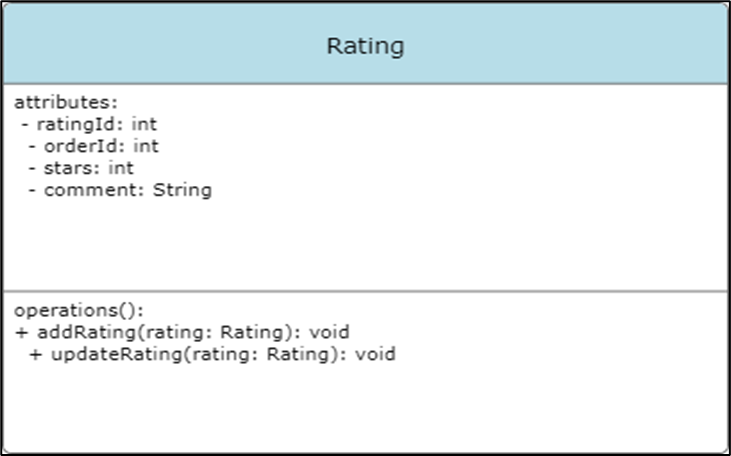 Rating
attributes:
- ratingId: int
- orderId: int
- stars: int
- comment: String
operations():
+ addRating(rating: Rating): void
+ updateRating(rating: Rating): void